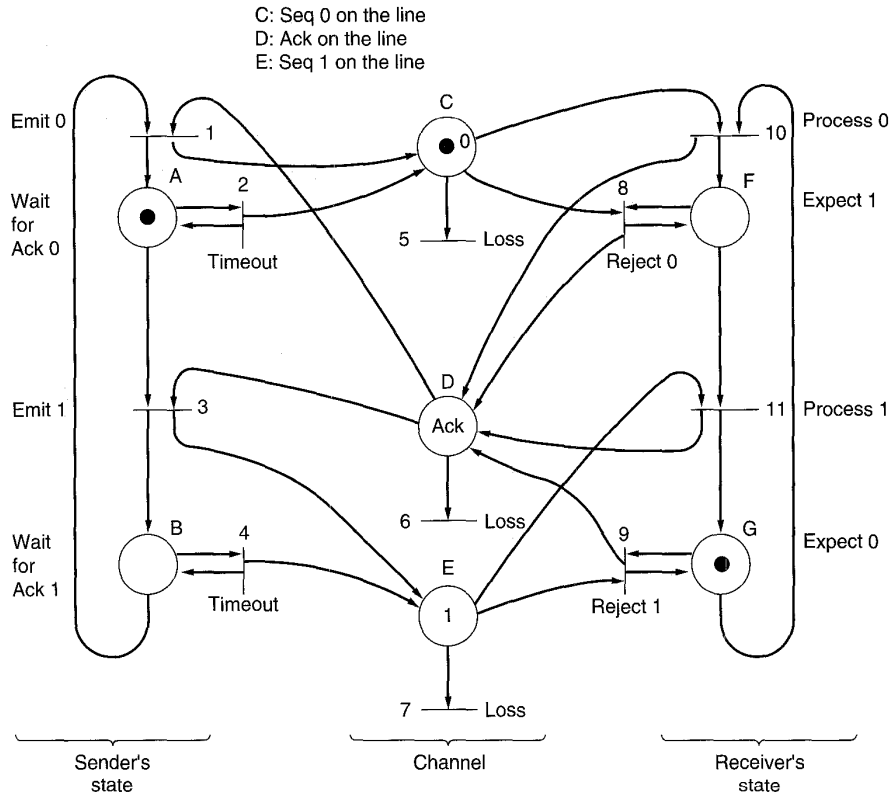 C: Seq 0 on the line
D: Ack on the line
E: Seq 1 on the line
C
Emit 0
1
0
10
Process 0
A
2
8
F
Wait
for
Ack 0
Expect 1
5
Loss
Timeout
Reject 0
D
Emit 1
3
Ack
11
Process 1
6
Loss
B
4
9
G
Wait
for
Ack 1
E
Expect 0
Timeout
1
Reject 1
7
Loss
Sender's
state
Channel
Receiver's
state